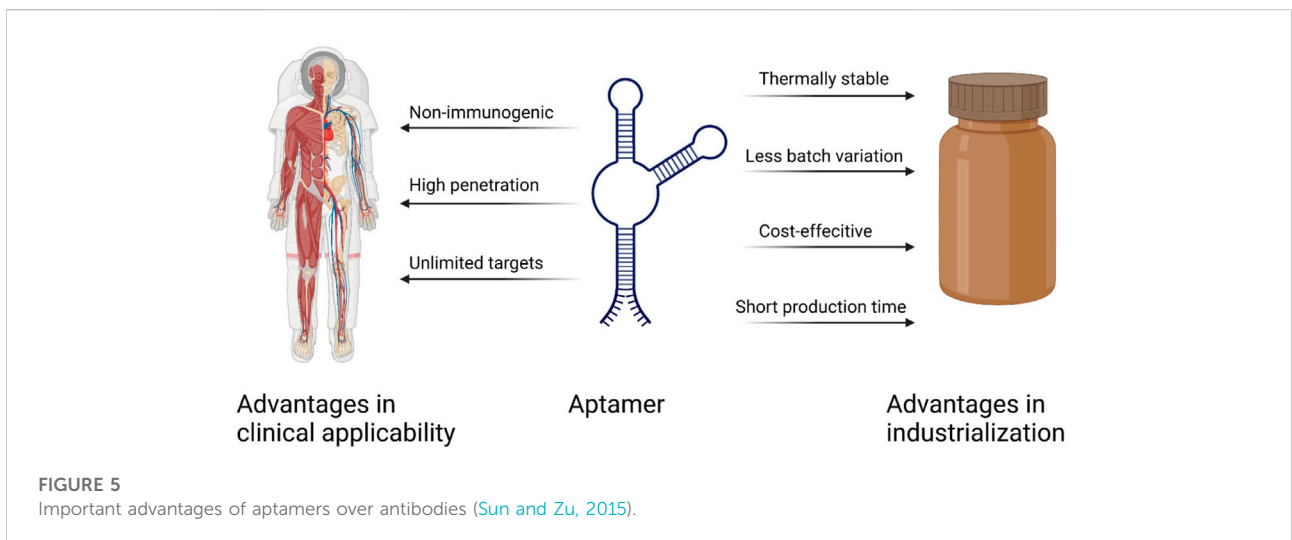 Non-immunogenic
High penetration
Unlimited targets
Thermally stable
Less batch variation
Cost-effecitive
Short production time
Advantages in
clinical applicability
Aptamer
Advantages in
industrialization
FIGURE 5
Important advantages of aptamers over antibodies (Sun and Zu, 2015).